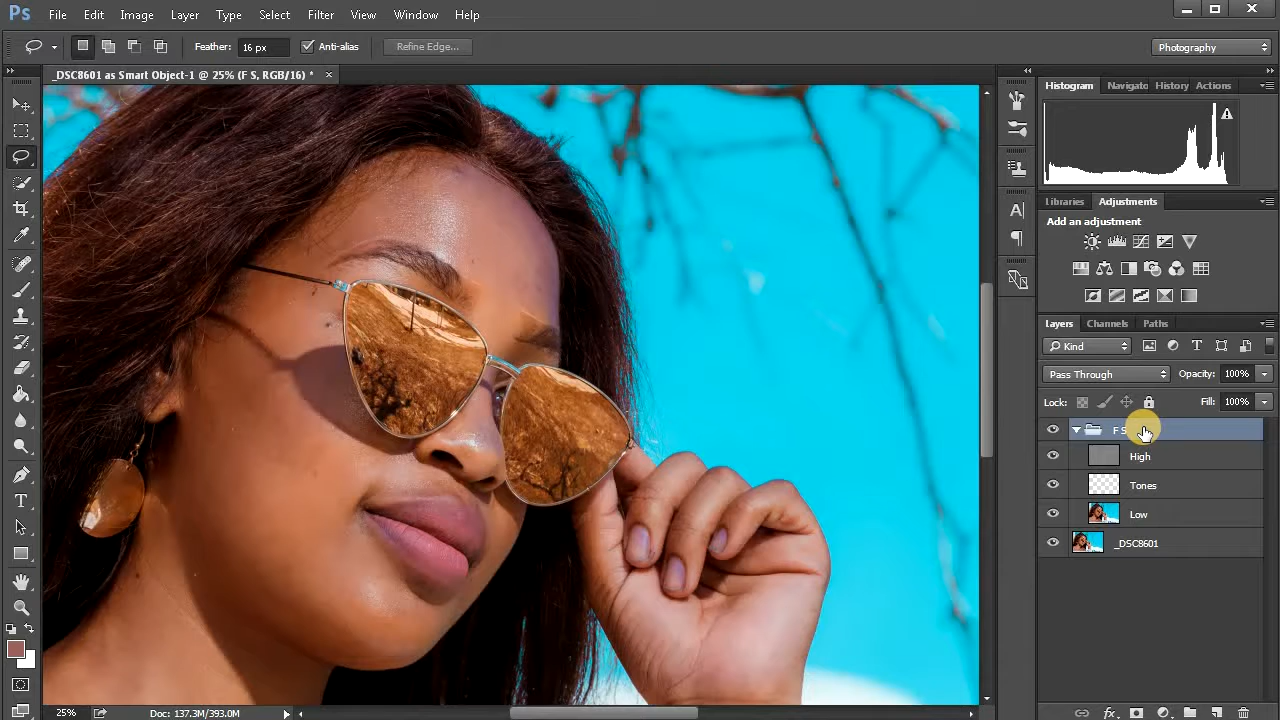 Ps File Edit Image Layer Type Select Filter View Window Help
Feather: 16 px Anti-alias Refine Edge... Photography
_DSC8601 as Smart Object-1 @ 25% (F S, RGB/16) *
Histogram Navigato History Actions
Libraries Adjustments
Add an adjustment
Layers Channels Paths
Kind
Pass Through Opacity: 100%
Lock: Fill: 100%
F S
High
Tones
Low
_DSC8601
25% Doc: 137.3M/393.0M